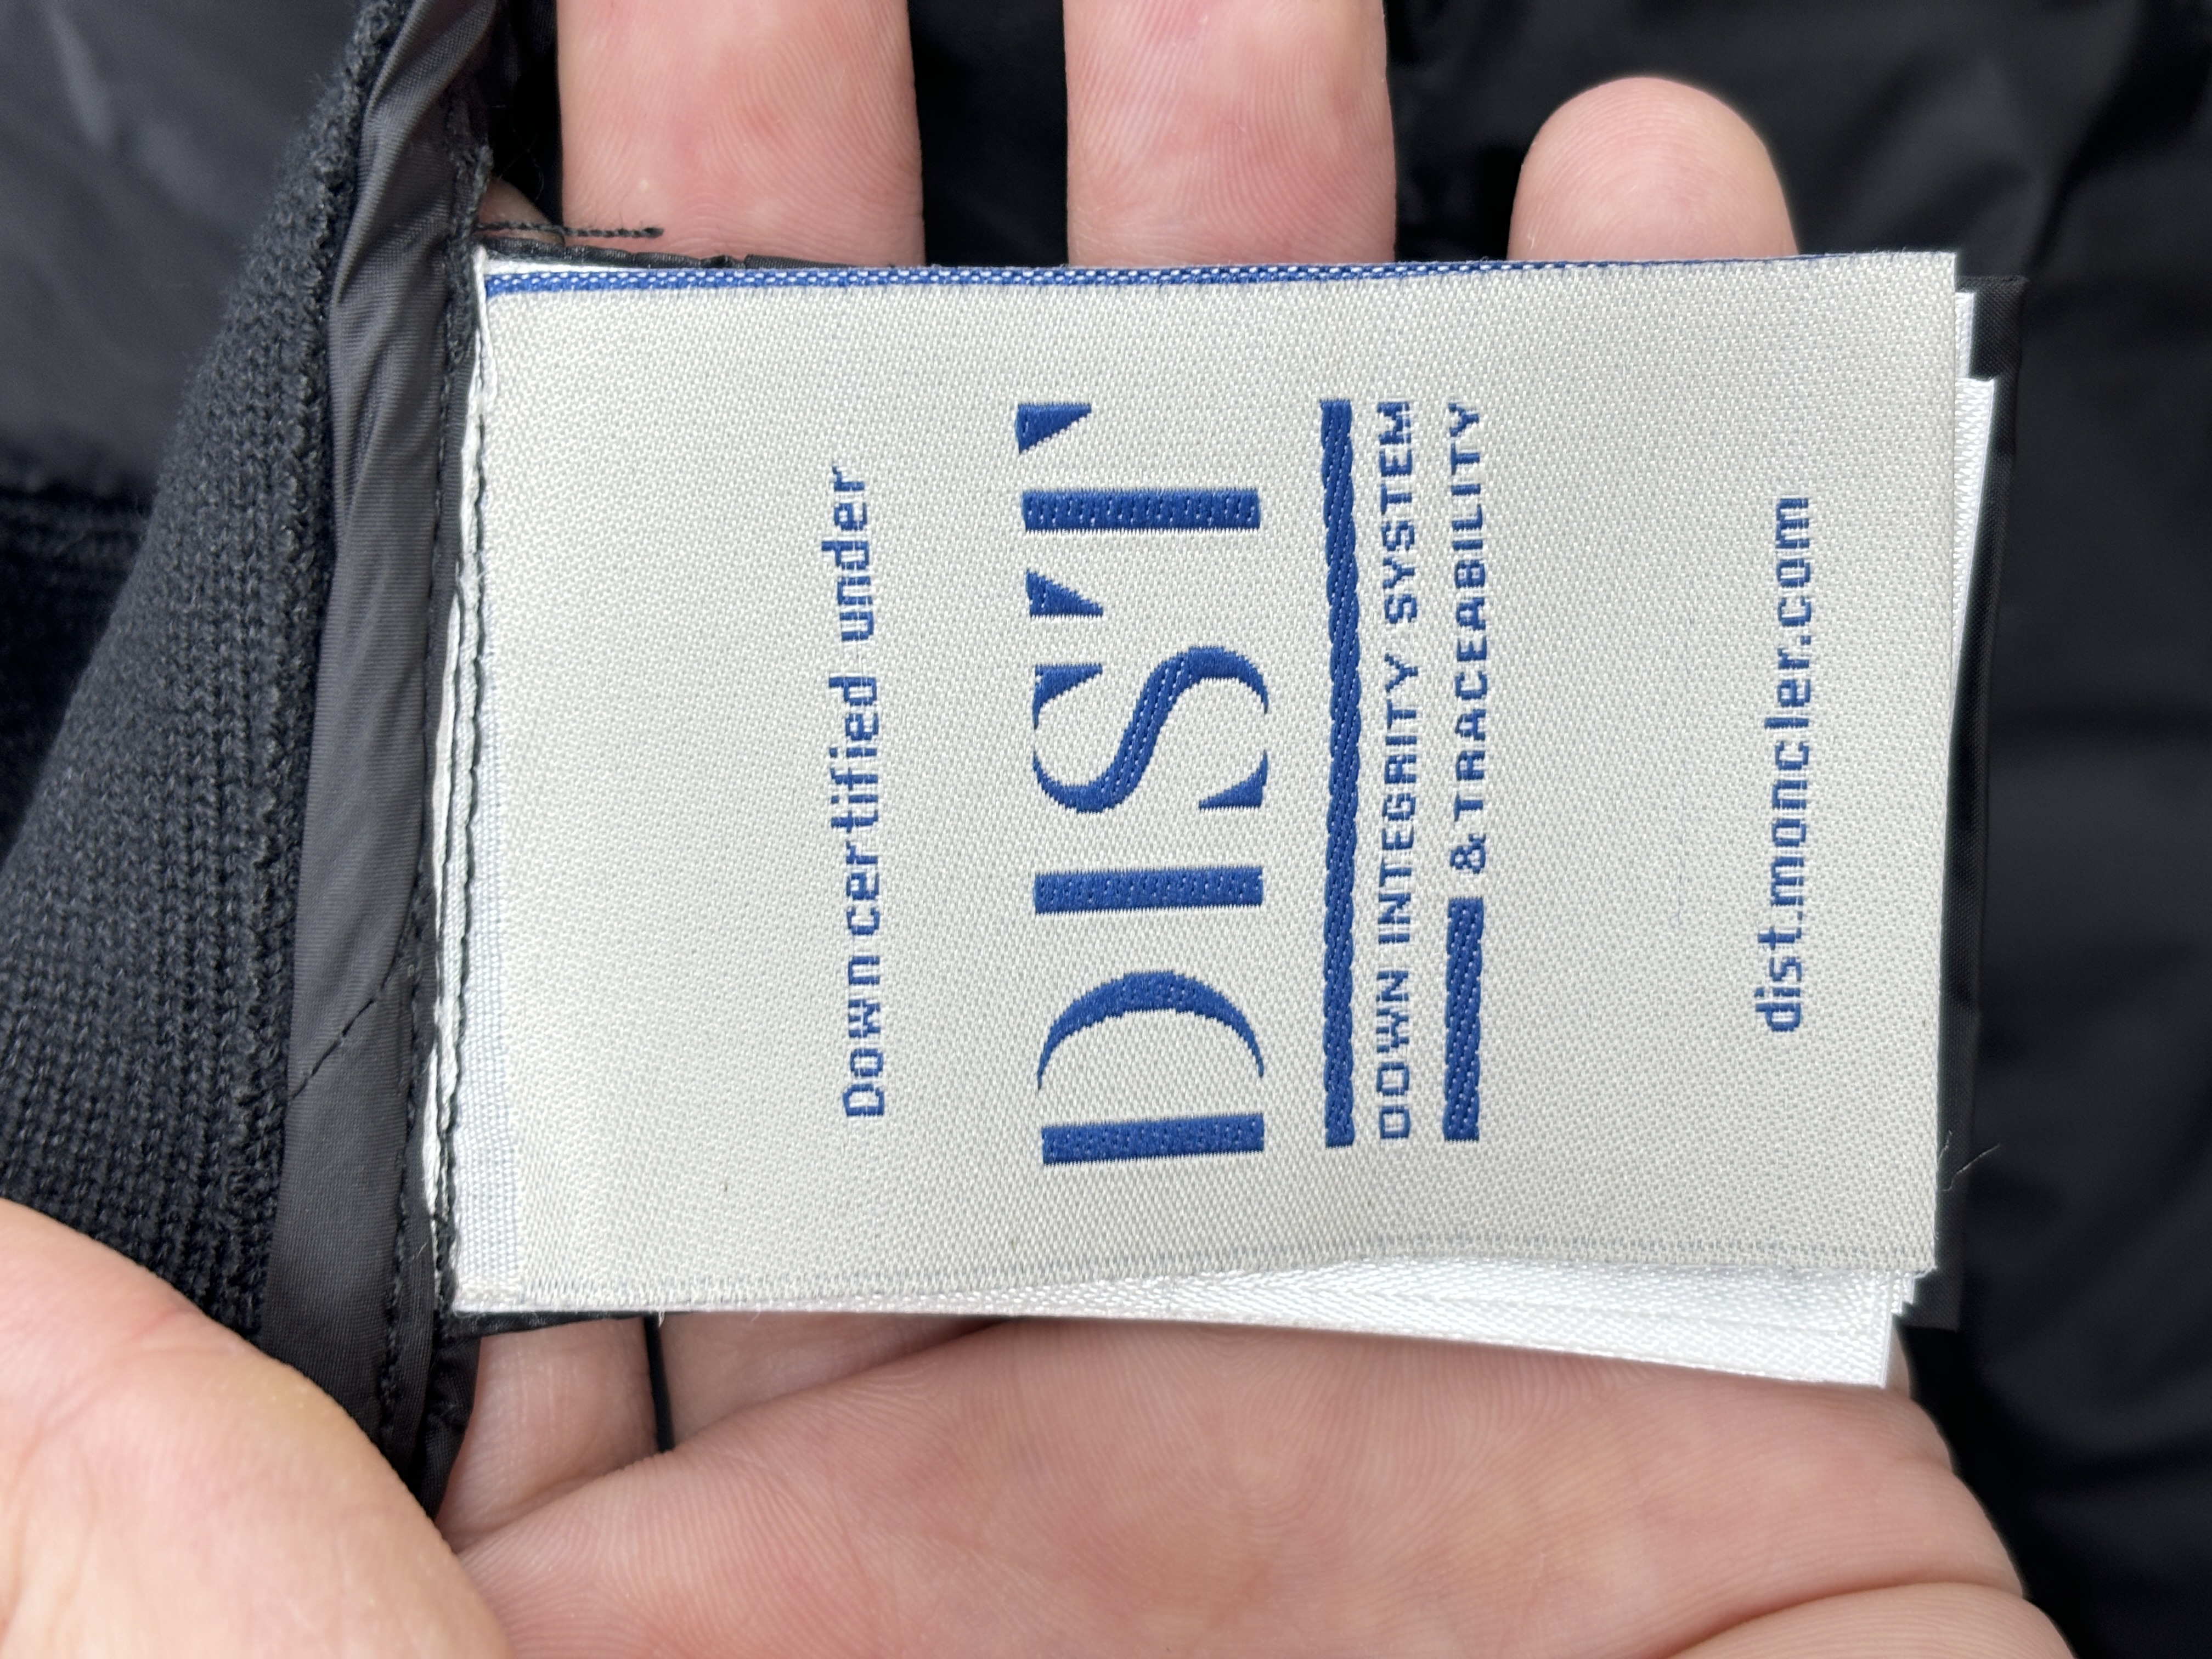 Down certified under
DIST
DOWN INTEGRITY SYSTEM
& TRACEABILITY
dist.moncler.com